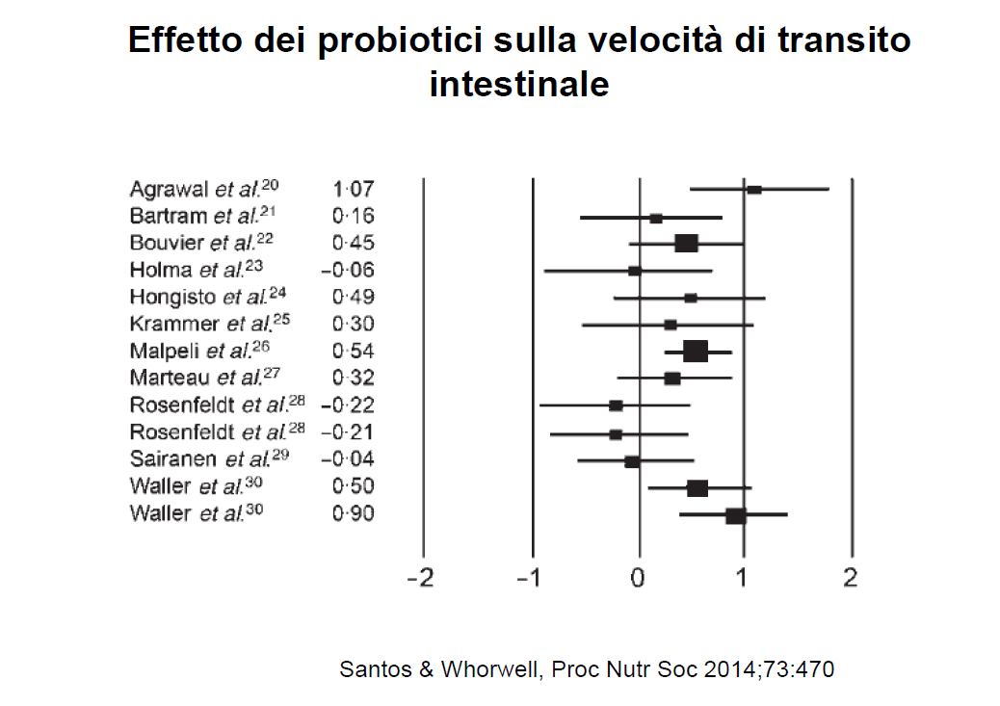 Effetto dei probiotici sulla velocità di transito
intestinale
Agrawal et al.20 1·07
Bartram et al.21 0·16
Bouvier et al.22 0·45
Holma et al.23 –0·06
Hongisto et al.24 0·49
Krammer et al.25 0·30
Malpeli et al.26 0·54
Marteau et al.27 0·32
Rosenfeldt et al.28 –0·22
Rosenfeldt et al.28 –0·21
Sairanen et al.29 –0·04
Waller et al.30 0·50
Waller et al.30 0·90
–2 –1 0 1 2
Santos & Whorwell, Proc Nutr Soc 2014;73:470